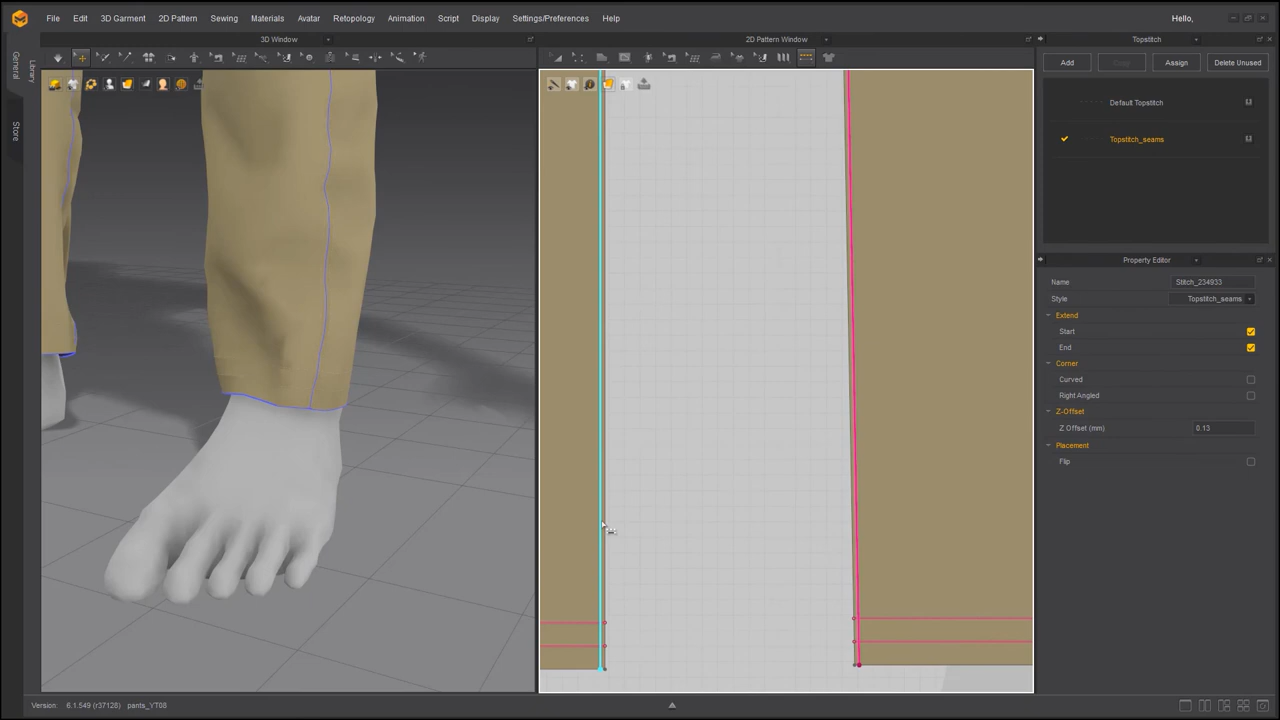 File Edit 3D Garment 2D Pattern Sewing Materials Avatar Retopology Animation Script Display Settings/Preferences Help Hello,
General
Library
Store
3D Window
2D Pattern Window
Topstitch
Add Copy Assign Delete Unused
Default Topstitch
Topstitch_seams
Property Editor
Name Stitch_234933
Style Topstitch_seams
Extend
Start
End
Corner
Curved
Right Angled
Z-Offset
Z Offset (mm) 0.13
Placement
Flip
Version: 6.1.549 (r37128) pants_YT08